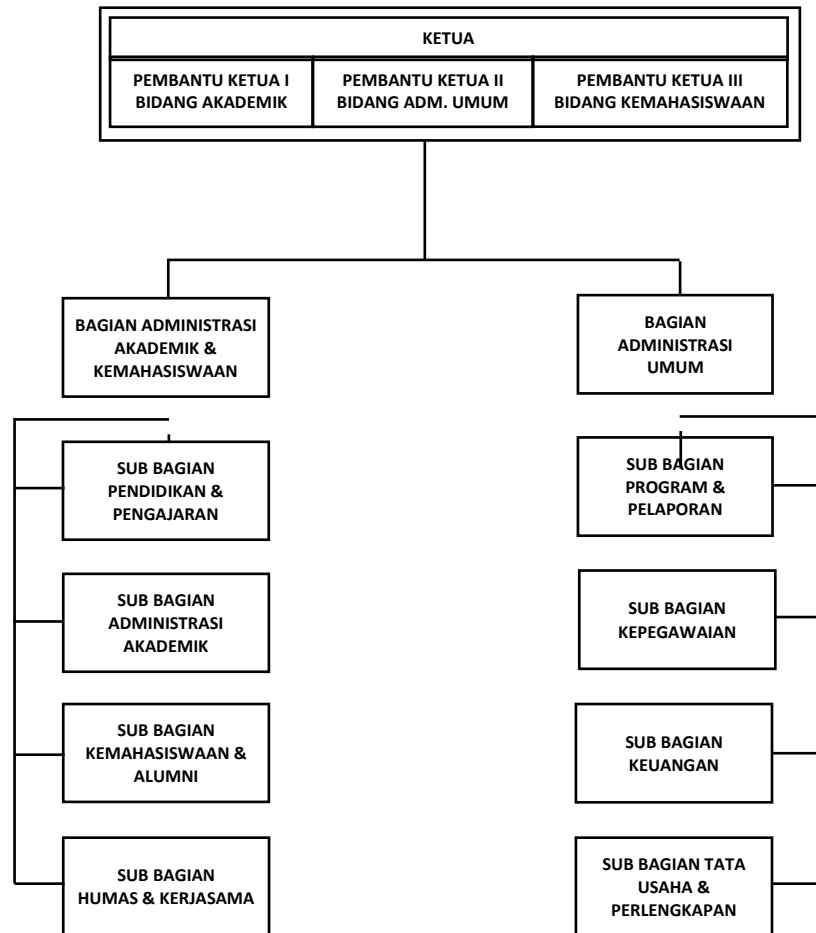 KETUA
PEMBANTU KETUA I
BIDANG AKADEMIK
PEMBANTU KETUA II
BIDANG ADM. UMUM
PEMBANTU KETUA III
BIDANG KEMAHASISWAAN
BAGIAN ADMINISTRASI
AKADEMIK &
KEMAHASISWAAN
BAGIAN
ADMINISTRASI
UMUM
SUB BAGIAN
PENDIDIKAN &
PENGAJARAN
SUB BAGIAN
PROGRAM &
PELAPORAN
SUB BAGIAN
ADMINISTRASI
AKADEMIK
SUB BAGIAN
KEPEGAWAIAN
SUB BAGIAN
KEMAHASISWAAN &
ALUMNI
SUB BAGIAN
KEUANGAN
SUB BAGIAN
HUMAS & KERJASAMA
SUB BAGIAN TATA
USAHA &
PERLENGKAPAN